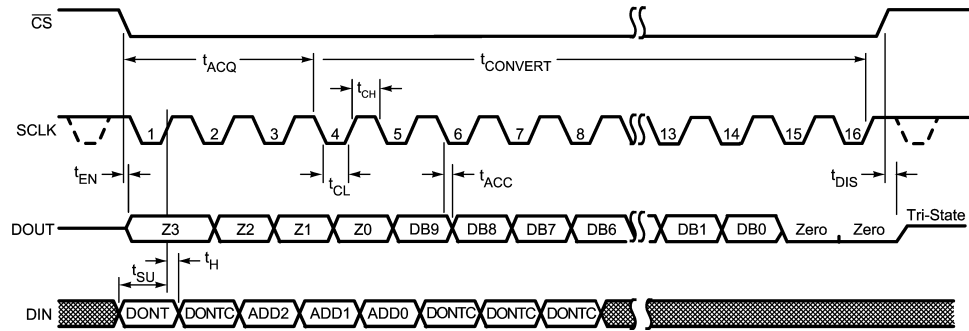 CS
tACQ
tCONVERT
tCH
SCLK
1 2 3 4 5 6 7 8 13 14 15 16
tEN
tCL
tACC
tDIS
Tri-State
DOUT
Z3 Z2 Z1 Z0 DB9 DB8 DB7 DB6 DB1 DB0 Zero Zero
tSU
tH
DIN
DONT DONTC ADD2 ADD1 ADD0 DONTC DONTC DONTC